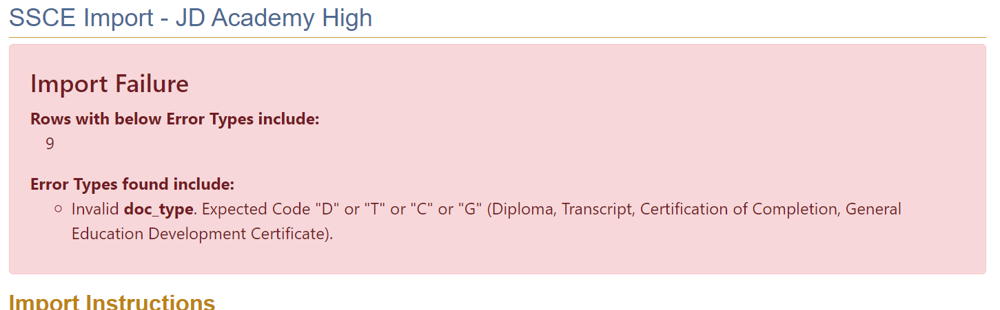 SSCE Import - JD Academy High
Import Failure
Rows with below Error Types include:
9
Error Types found include:
Invalid doc_type. Expected Code "D" or "T" or "C" or "G" (Diploma, Transcript, Certification of Completion, General
Education Development Certificate).
Import Instructions